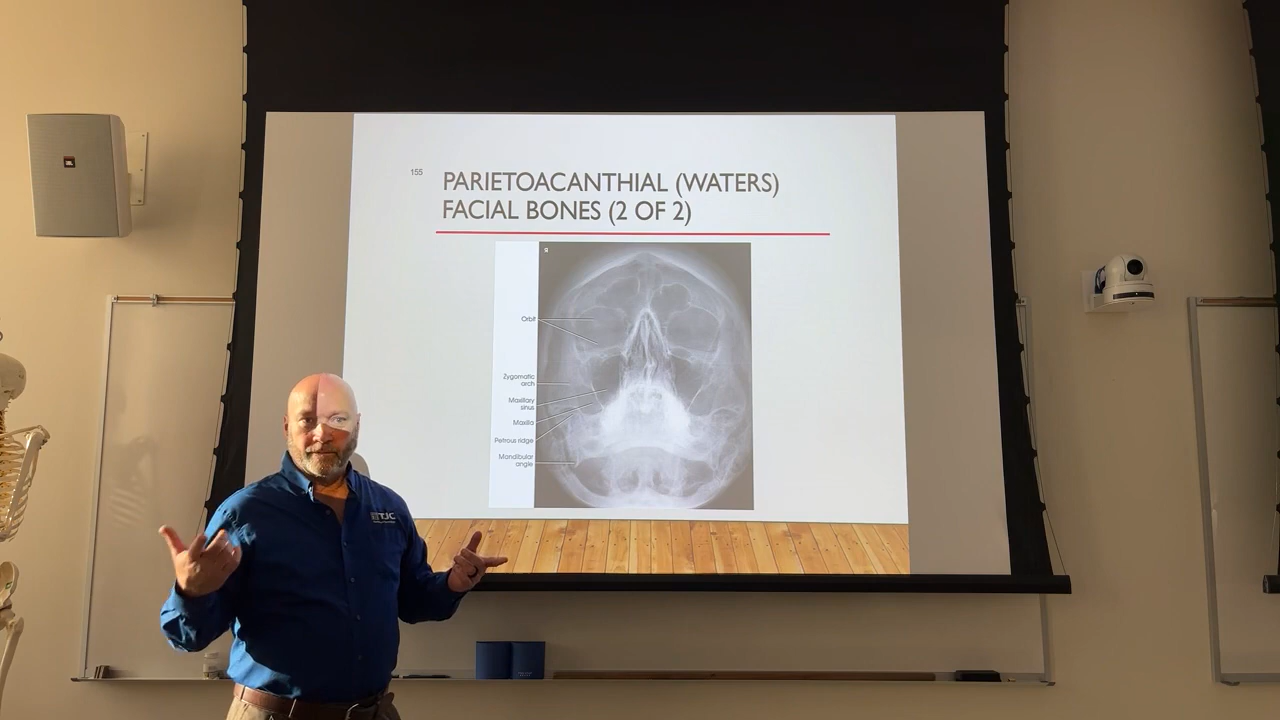 155
PARIETOACANTHIAL (WATERS)
FACIAL BONES (2 OF 2)
R
Orbit
Zygomatic
arch
Maxillary
sinus
Maxilla
Petrous ridge
Mandibular
angle
TJC
JBL